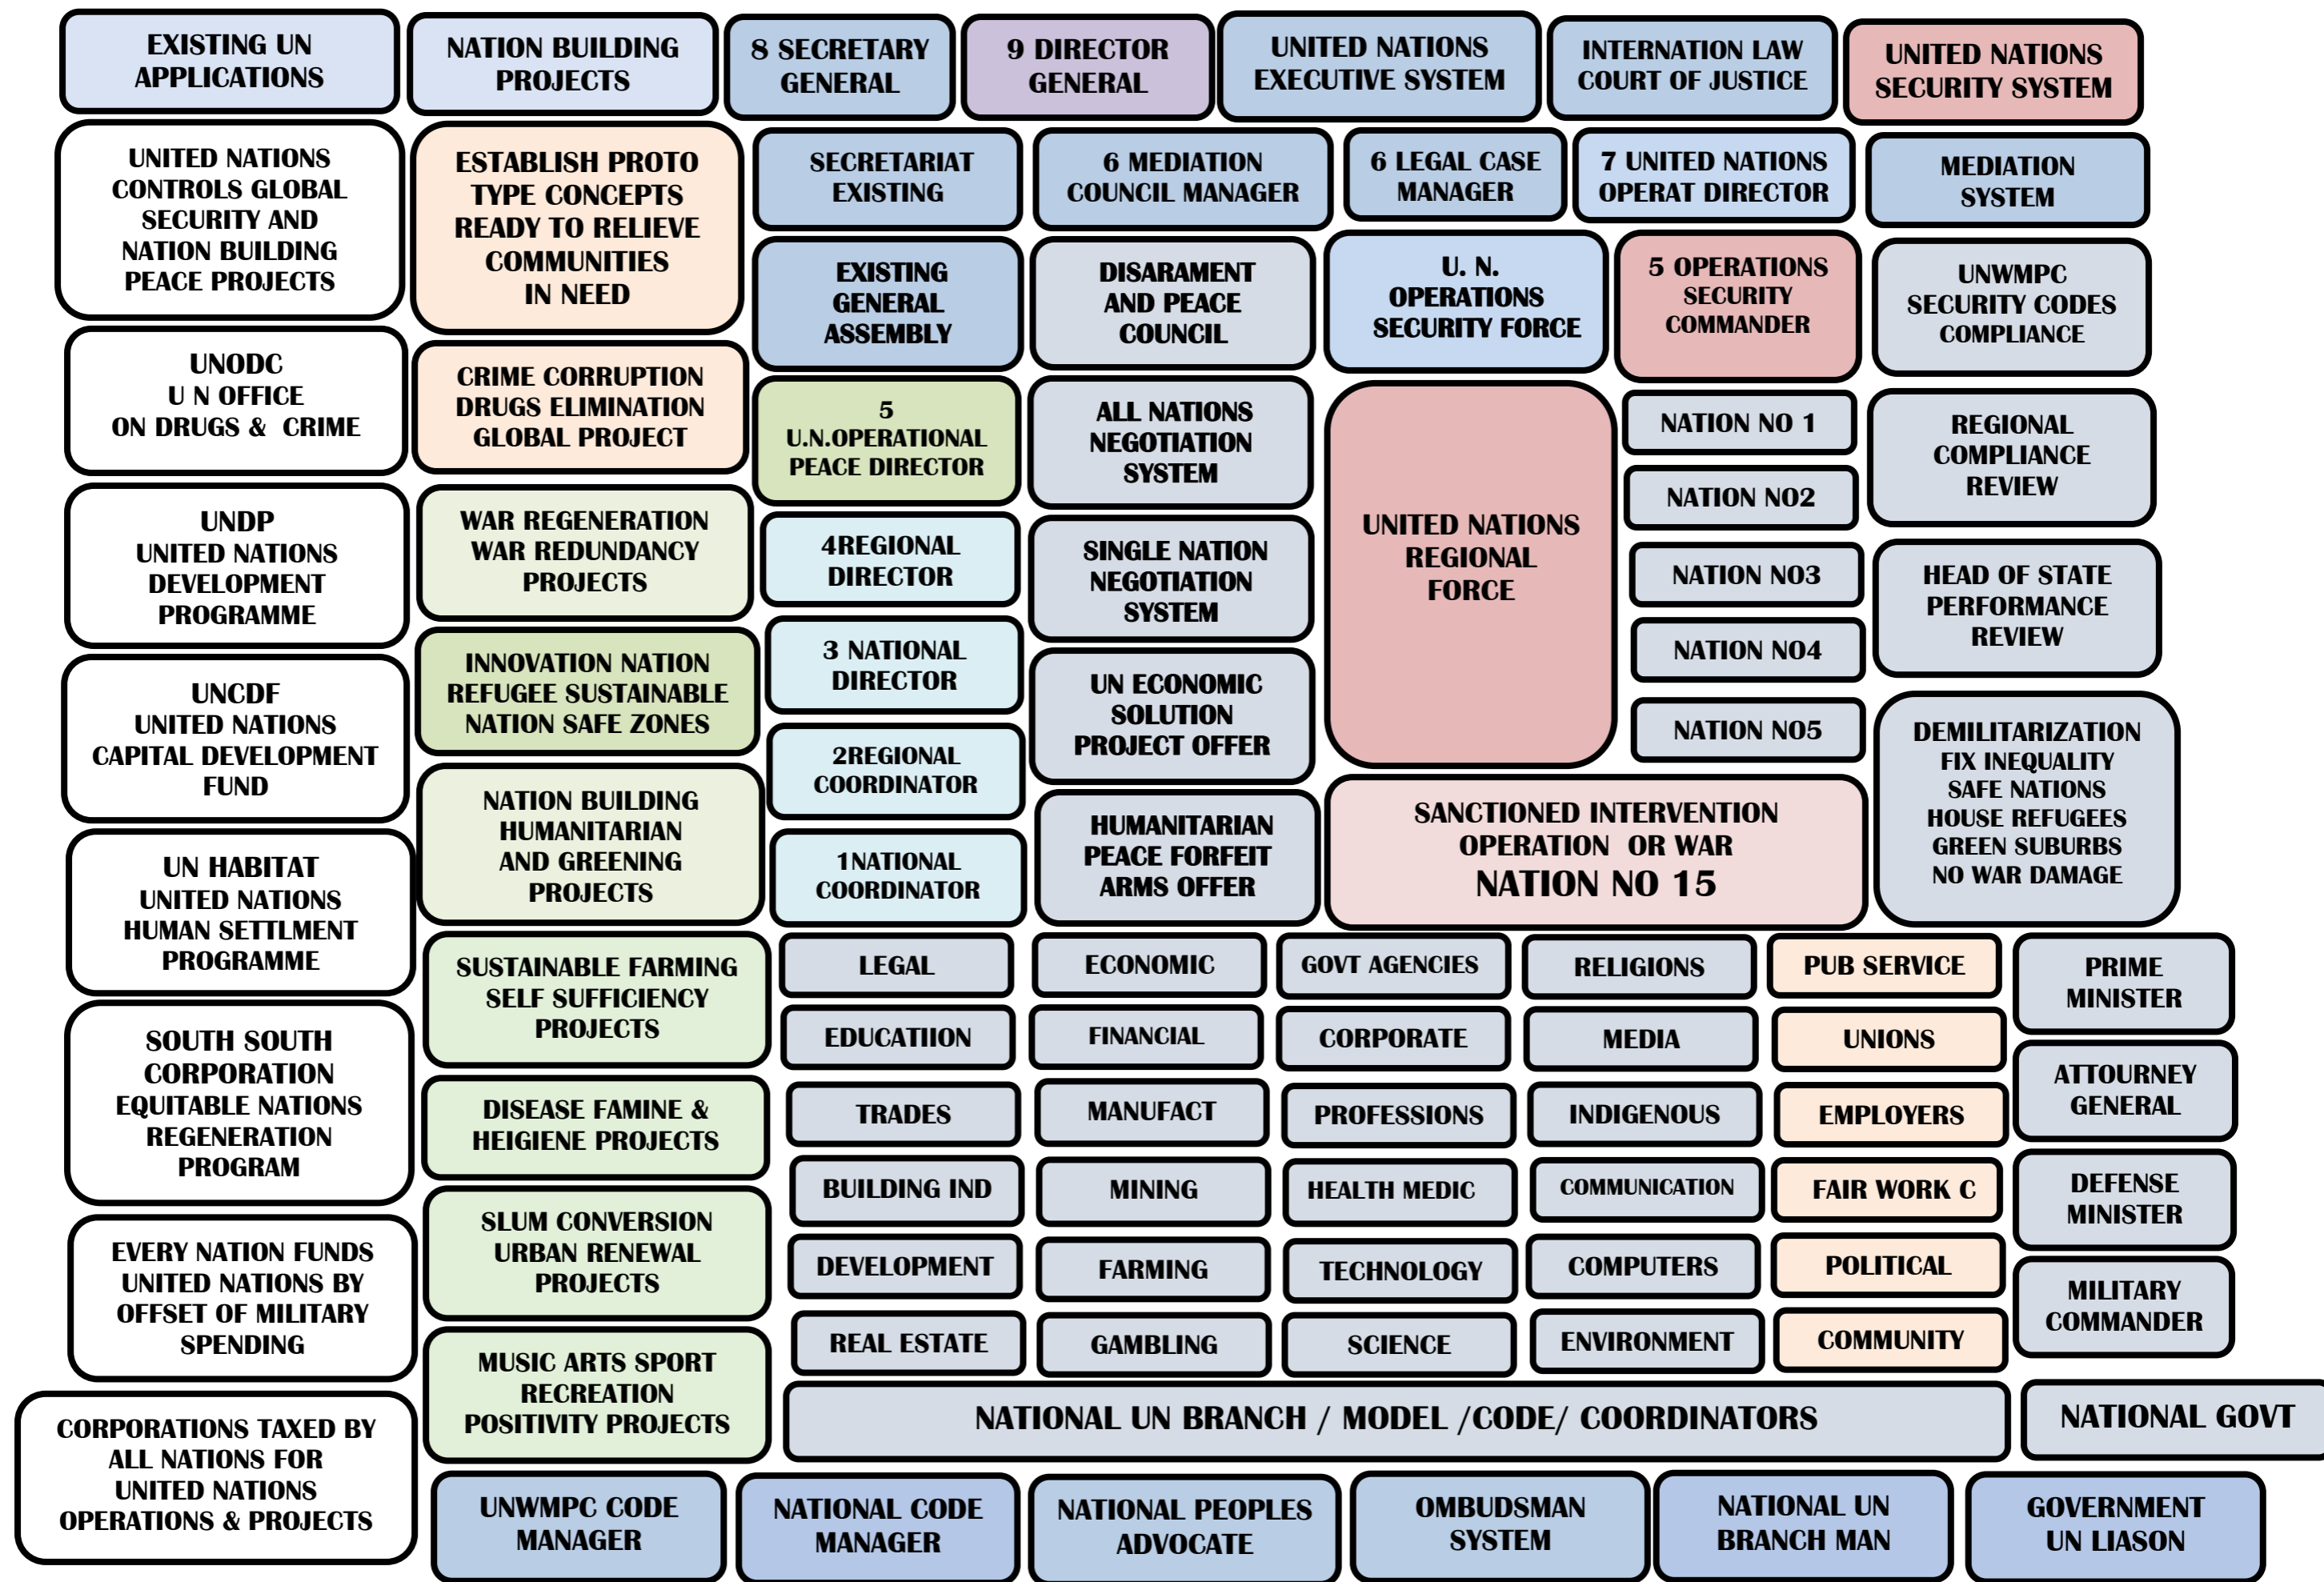 EXISTING UN
APPLICATIONS
NATION BUILDING
PROJECTS
8 SECRETARY
GENERAL
9 DIRECTOR
GENERAL
UNITED NATIONS
EXECUTIVE SYSTEM
INTERNATION LAW
COURT OF JUSTICE
UNITED NATIONS
SECURITY SYSTEM
UNITED NATIONS
CONTROLS GLOBAL
SECURITY AND
NATION BUILDING
PEACE PROJECTS
UNODC
U N OFFICE
ON DRUGS & CRIME
UNDP
UNITED NATIONS
DEVELOPMENT
PROGRAMME
UNCDF
UNITED NATIONS
CAPITAL DEVELOPMENT
FUND
UN HABITAT
UNITED NATIONS
HUMAN SETTLMENT
PROGRAMME
SOUTH SOUTH
CORPORATION
EQUITABLE NATIONS
REGENERATION
PROGRAM
EVERY NATION FUNDS
UNITED NATIONS BY
OFFSET OF MILITARY
SPENDING
CORPORATIONS TAXED BY
ALL NATIONS FOR
UNITED NATIONS
OPERATIONS & PROJECTS
ESTABLISH PROTO
TYPE CONCEPTS
READY TO RELIEVE
COMMUNITIES
IN NEED
CRIME CORRUPTION
DRUGS ELIMINATION
GLOBAL PROJECT
WAR REGENERATION
WAR REDUNDANCY
PROJECTS
INNOVATION NATION
REFUGEE SUSTAINABLE
NATION SAFE ZONES
NATION BUILDING
HUMANITARIAN
AND GREENING
PROJECTS
SUSTAINABLE FARMING
SELF SUFFICIENCY
PROJECTS
DISEASE FAMINE &
HEIGIENE PROJECTS
SLUM CONVERSION
URBAN RENEWAL
PROJECTS
MUSIC ARTS SPORT
RECREATION
POSITIVITY PROJECTS
SECRETARIAT
EXISTING
6 MEDIATION
COUNCIL MANAGER
6 LEGAL CASE
MANAGER
7 UNITED NATIONS
OPERAT DIRECTOR
MEDIATION
SYSTEM
EXISTING
GENERAL
ASSEMBLY
5
U.N.OPERATIONAL
PEACE DIRECTOR
4REGIONAL
DIRECTOR
3 NATIONAL
DIRECTOR
2REGIONAL
COORDINATOR
1NATIONAL
COORDINATOR
DISARAMENT
AND PEACE
COUNCIL
ALL NATIONS
NEGOTIATION
SYSTEM
SINGLE NATION
NEGOTIATION
SYSTEM
UN ECONOMIC
SOLUTION
PROJECT OFFER
HUMANITARIAN
PEACE FORFEIT
ARMS OFFER
U. N.
OPERATIONS
SECURITY FORCE
5 OPERATIONS
SECURITY
COMMANDER
UNITED NATIONS
REGIONAL
FORCE
NATION NO 1
NATION NO2
NATION NO3
NATION NO4
NATION NO5
SANCTIONED INTERVENTION
OPERATION OR WAR
NATION NO 15
UNWMPC
SECURITY CODES
COMPLIANCE
REGIONAL
COMPLIANCE
REVIEW
HEAD OF STATE
PERFORMANCE
REVIEW
DEMILITARIZATION
FIX INEQUALITY
SAFE NATIONS
HOUSE REFUGEES
GREEN SUBURBS
NO WAR DAMAGE
LEGAL
ECONOMIC
GOVT AGENCIES
RELIGIONS
PUB SERVICE
EDUCATIION
FINANCIAL
CORPORATE
MEDIA
UNIONS
TRADES
MANUFACT
PROFESSIONS
INDIGENOUS
EMPLOYERS
BUILDING IND
MINING
HEALTH MEDIC
COMMUNICATION
FAIR WORK C
DEVELOPMENT
FARMING
TECHNOLOGY
COMPUTERS
POLITICAL
REAL ESTATE
GAMBLING
SCIENCE
ENVIRONMENT
COMMUNITY
PRIME
MINISTER
ATTOURNEY
GENERAL
DEFENSE
MINISTER
MILITARY
COMMANDER
NATIONAL UN BRANCH / MODEL /CODE/ COORDINATORS
NATIONAL GOVT
UNWMPC CODE
MANAGER
NATIONAL CODE
MANAGER
NATIONAL PEOPLES
ADVOCATE
OMBUDSMAN
SYSTEM
NATIONAL UN
BRANCH MAN
GOVERNMENT
UN LIASON